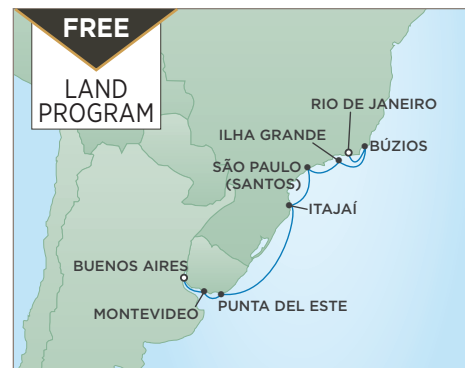 FREE
LAND
PROGRAM
RIO DE JANEIRO
ILHA GRANDE
BÚZIOS
SÃO PAULO
(SANTOS)
ITAJAÍ
BUENOS AIRES
MONTEVIDEO
PUNTA DEL ESTE